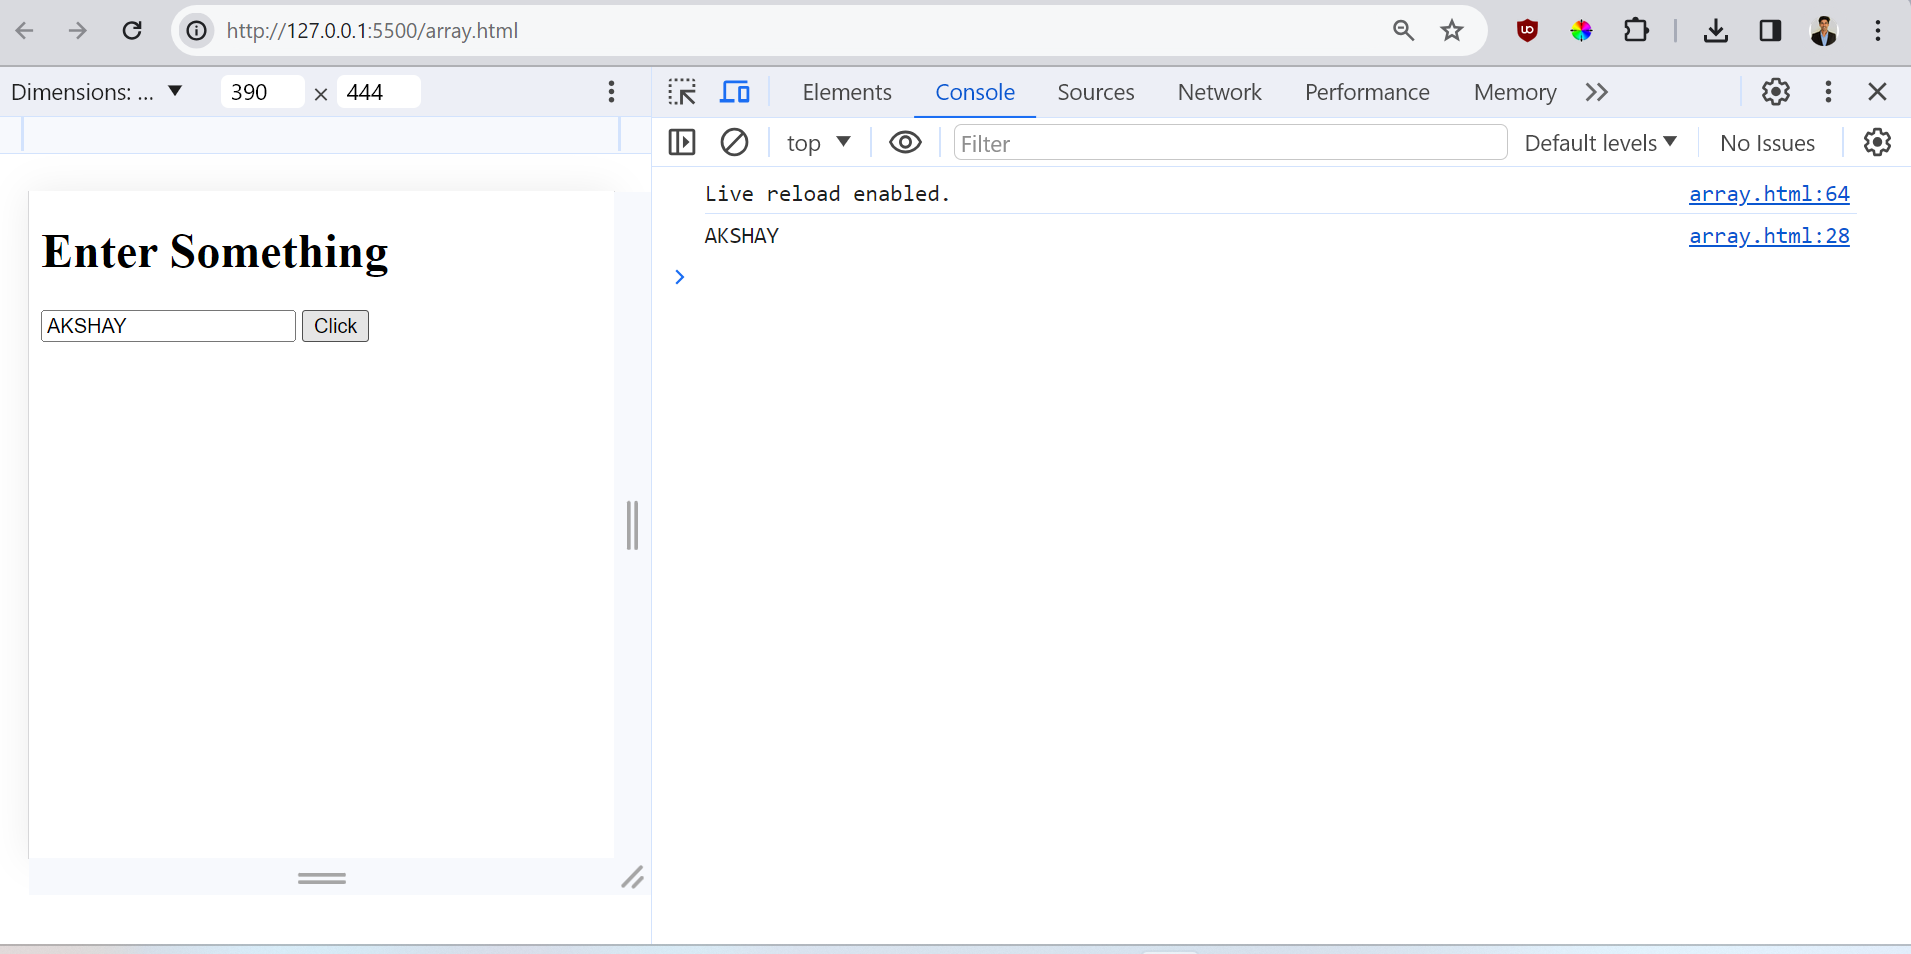 http://127.0.0.1:5500/array.html
Dimensions: ... 390 × 444
Elements Console Sources Network Performance Memory
top Filter Default levels No Issues
Live reload enabled. array.html:64
AKSHAY array.html:28
Enter Something
AKSHAY Click